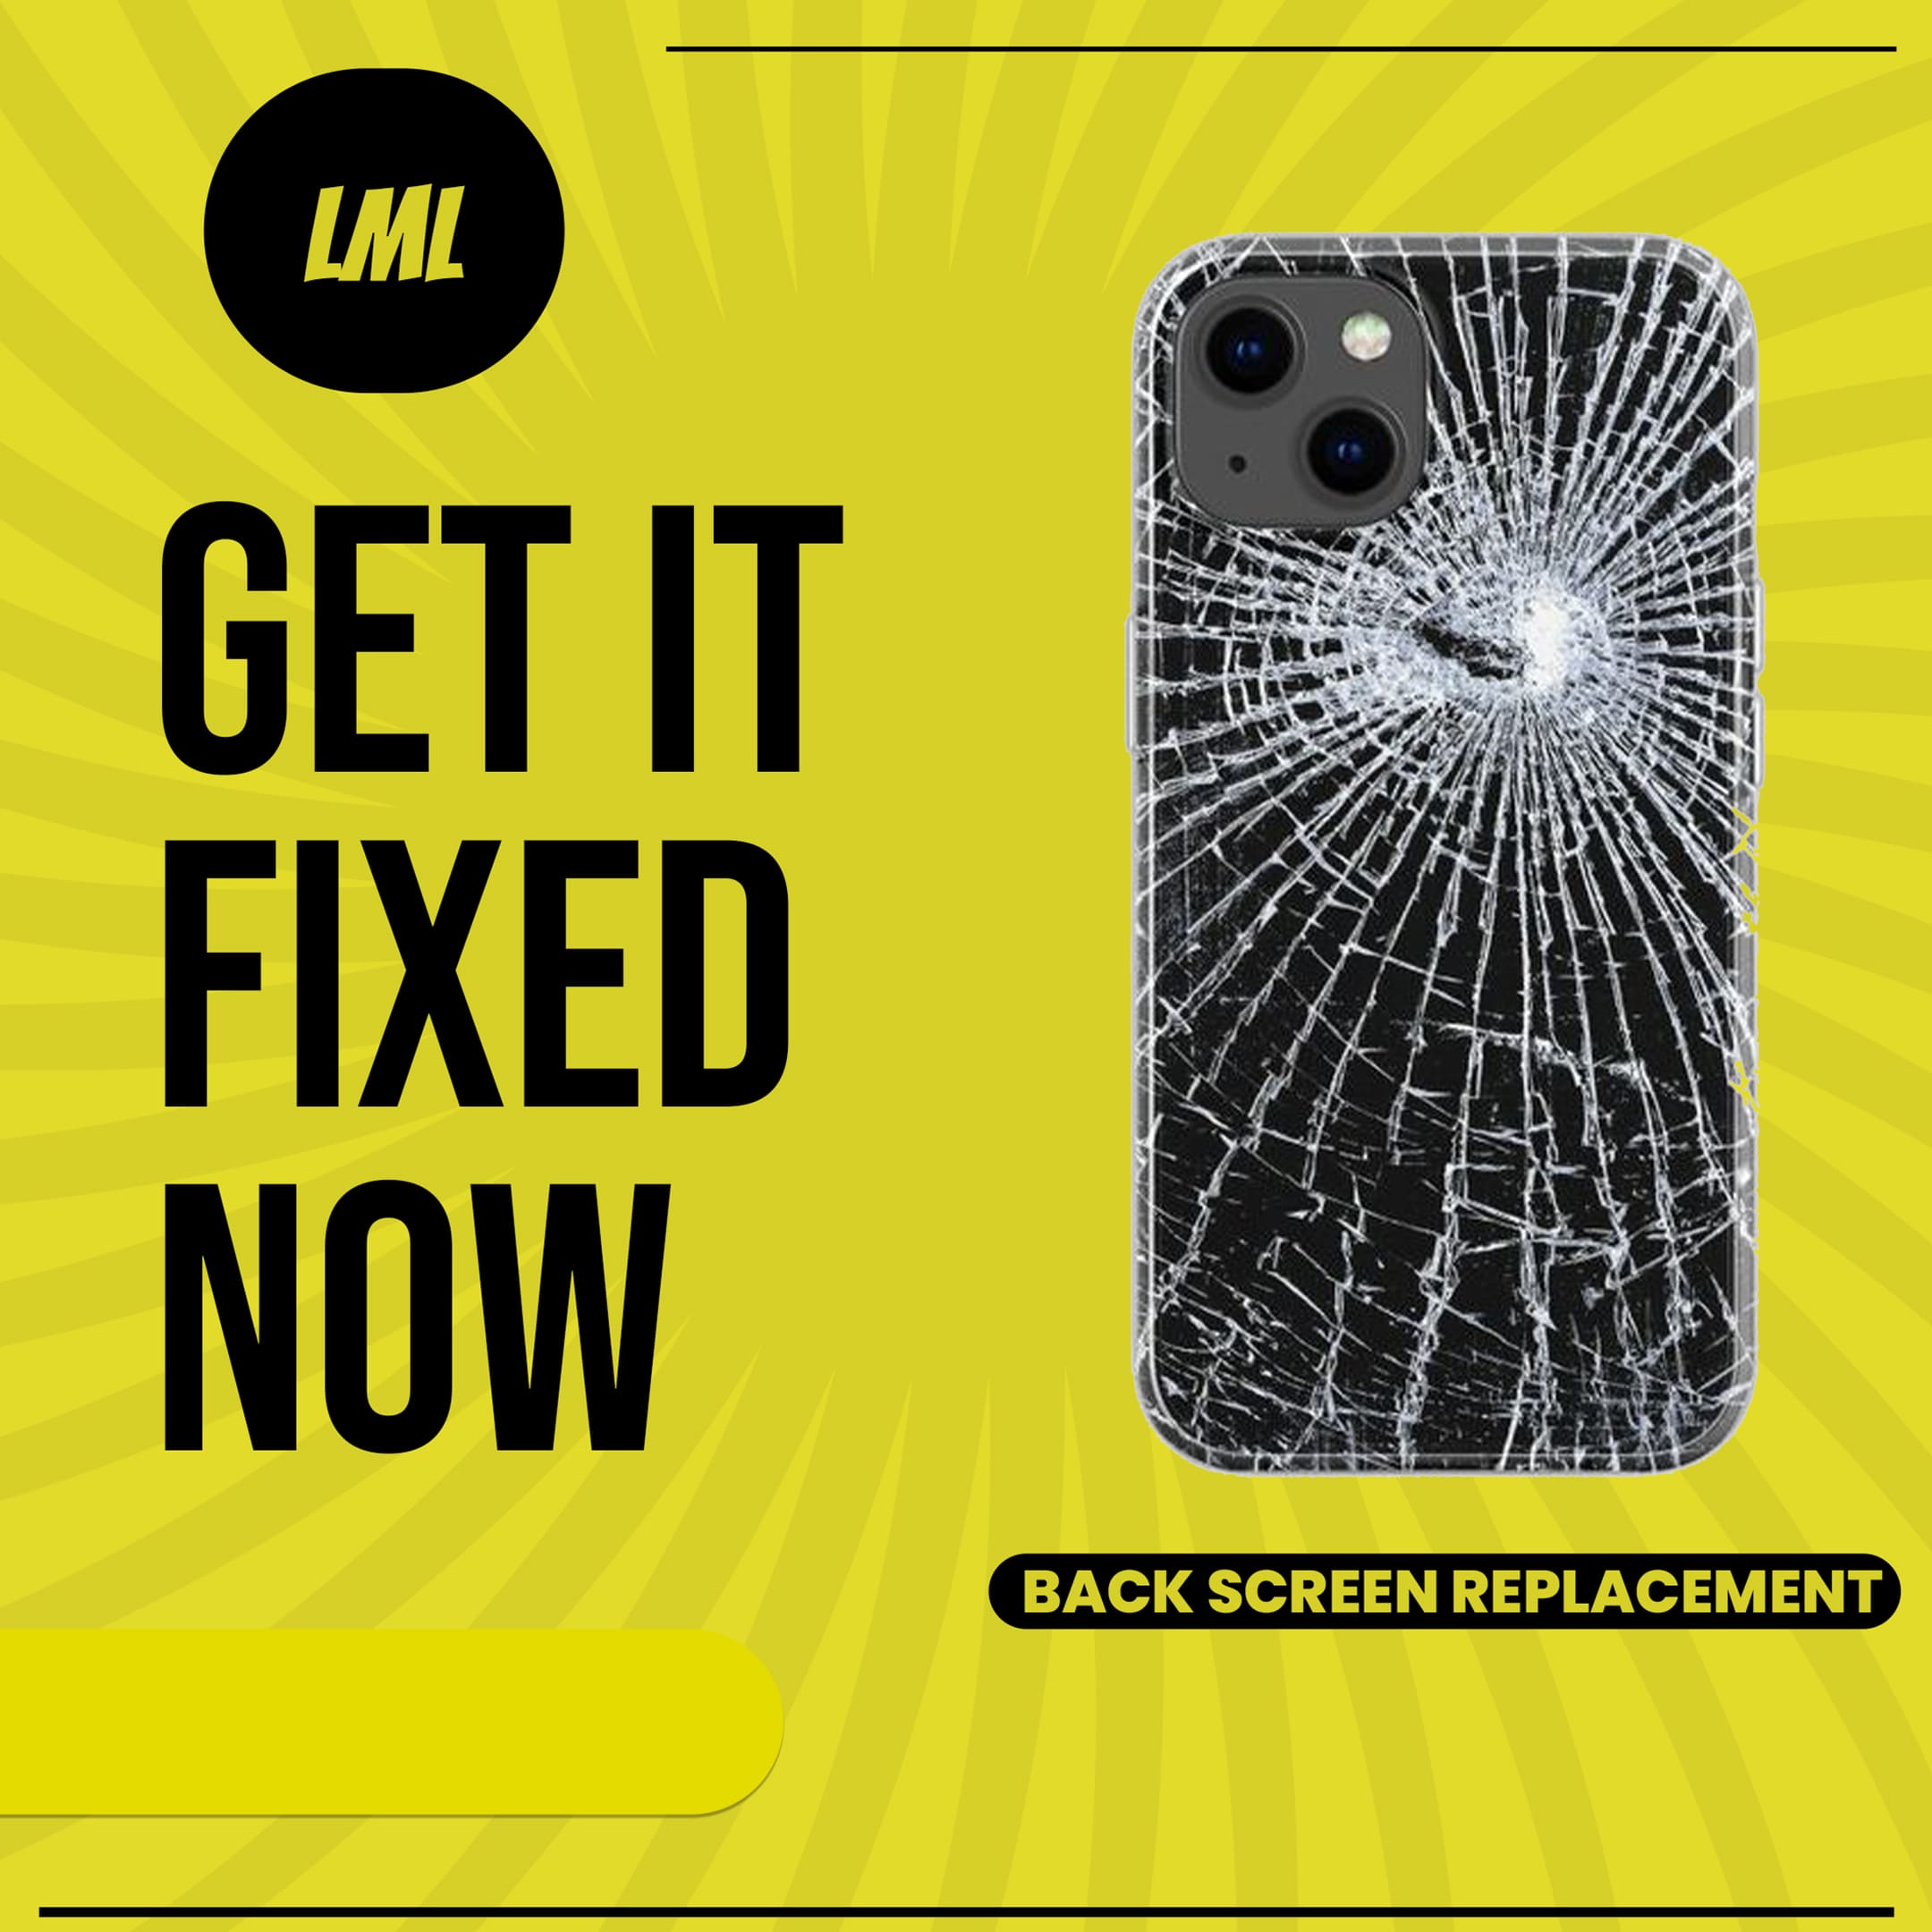 LML
GET IT
FIXED
NOW
BACK SCREEN REPLACEMENT